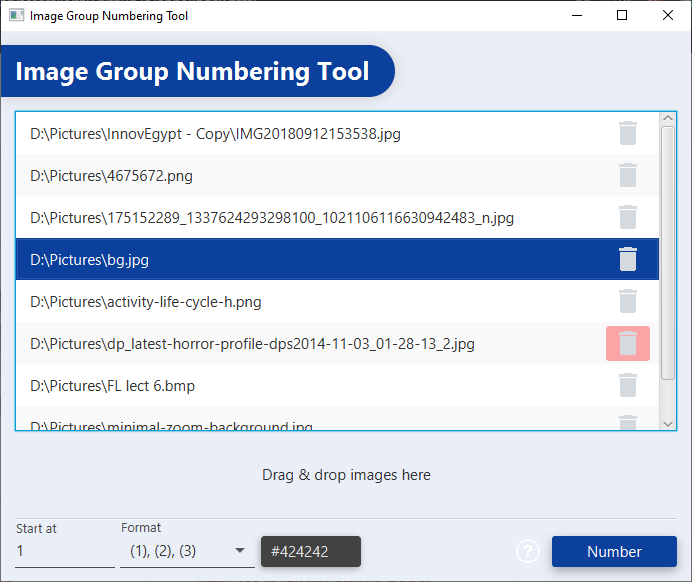 Image Group Numbering Tool
Image Group Numbering Tool
D:\Pictures\InnovEgypt - Copy\IMG20180912153538.jpg
D:\Pictures\4675672.png
D:\Pictures\175152289_1337624293298100_1021106116630942483_n.jpg
D:\Pictures\bg.jpg
D:\Pictures\activity-life-cycle-h.png
D:\Pictures\dp_latest-horror-profile-dps2014-11-03_01-28-13_2.jpg
D:\Pictures\FL lect 6.bmp
D:\Pictures\minimal-zoom-background.jpg
Drag & drop images here
Start at
Format
1
(1), (2), (3)
#424242
?
Number